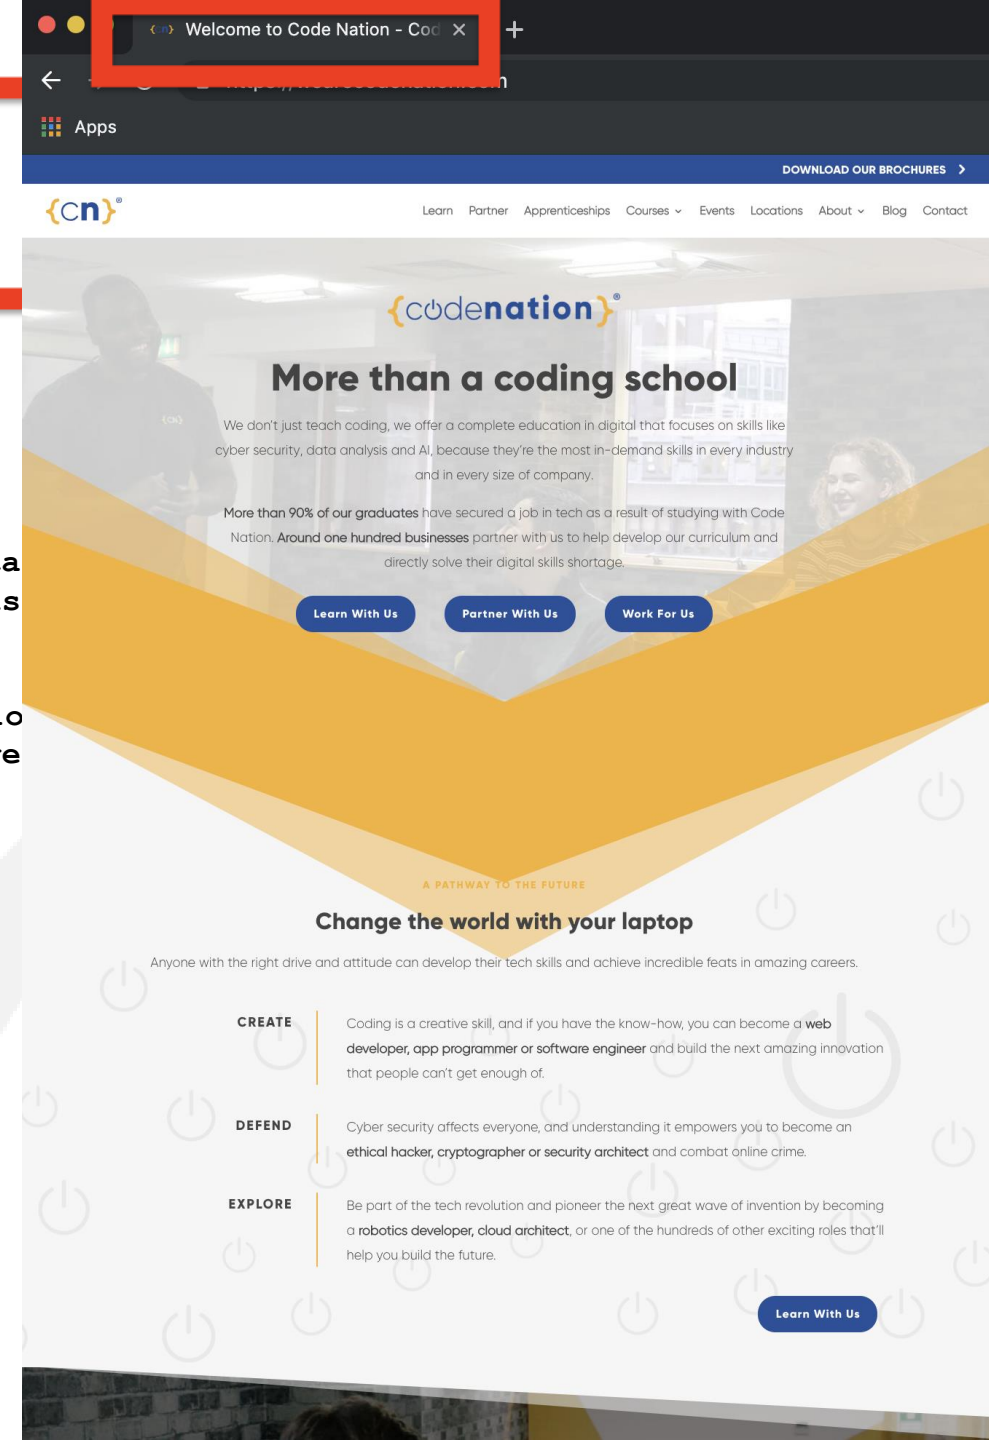 {cn} Welcome to Code Nation - Cod
Apps
DOWNLOAD OUR BROCHURES
{cn}®
Learn Partner Apprenticeships Courses Events Locations About Blog Contact
{codenation}®
More than a coding school
We don't just teach coding, we offer a complete education in digital that focuses on skills like
cyber security, data analysis and AI, because they're the most in-demand skills in every industry
and in every size of company.
More than 90% of our graduates have secured a job in tech as a result of studying with Code
Nation. Around one hundred businesses partner with us to help develop our curriculum and
directly solve their digital skills shortage.
Learn With Us Partner With Us Work For Us
A PATHWAY TO THE FUTURE
Change the world with your laptop
Anyone with the right drive and attitude can develop their tech skills and achieve incredible feats in amazing careers.
CREATE
Coding is a creative skill, and if you have the know-how, you can become a web
developer, app programmer or software engineer and build the next amazing innovation
that people can't get enough of.
DEFEND
Cyber security affects everyone, and understanding it empowers you to become an
ethical hacker, cryptographer or security architect and combat online crime.
EXPLORE
Be part of the tech revolution and pioneer the next great wave of invention by becoming
a robotics developer, cloud architect, or one of the hundreds of other exciting roles that'll
help you build the future.
Learn With Us